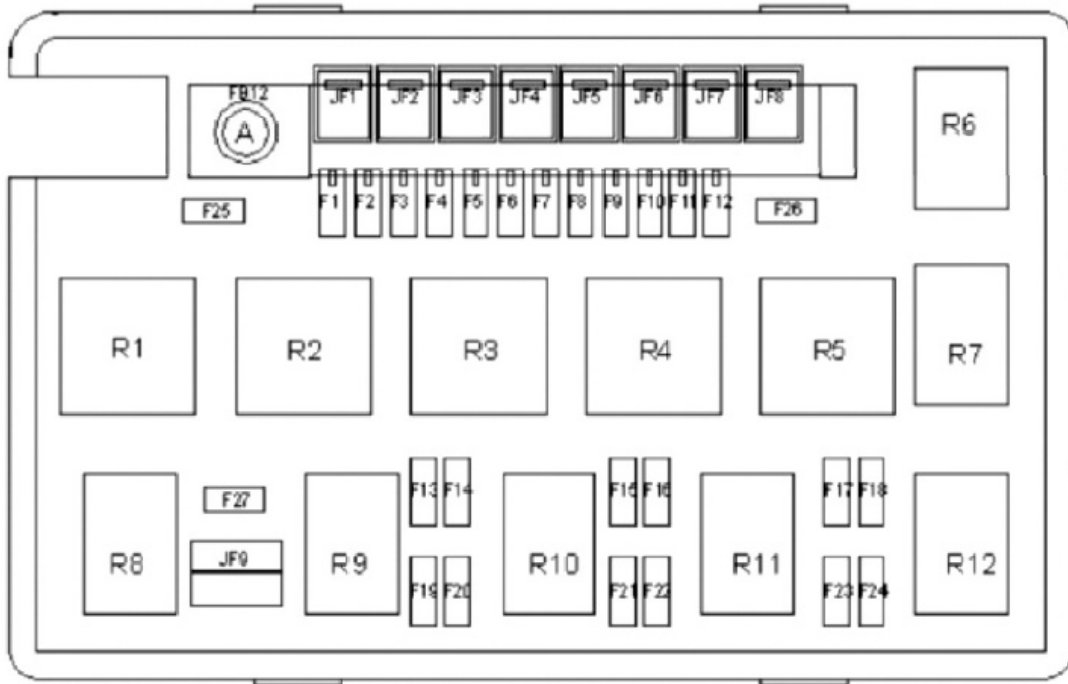 FB12
A
JF1 JF2 JF3 JF4 JF5 JF6 JF7 JF8
R6
F1 F2 F3 F4 F5 F6 F7 F8 F9 F10 F11 F12
F25
F26
R1 R2 R3 R4 R5
R7
F13 F14 F15 F16 F17 F18
F27
R8
JF9
R9
R10
R11
R12
F19 F20 F21 F22 F23 F24